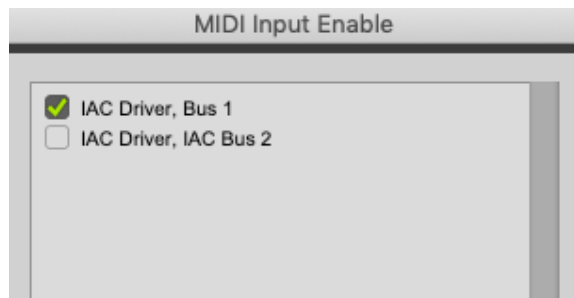 MIDI Input Enable
IAC Driver, Bus 1
IAC Driver, IAC Bus 2